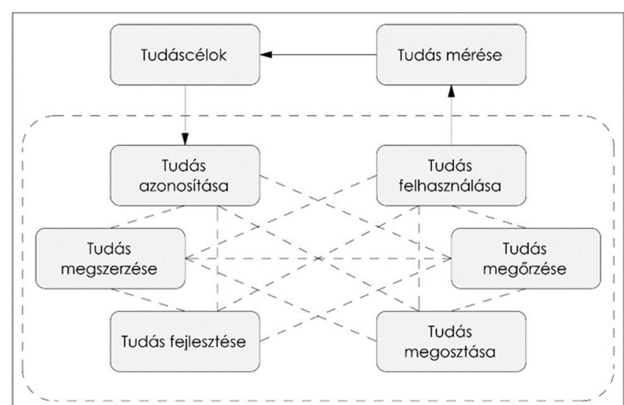 Tudáscélok
Tudás mérése
Tudás
azonosítása
Tudás
felhasználása
Tudás
megszerzése
Tudás
megőrzése
Tudás fejlesztése
Tudás
megosztása